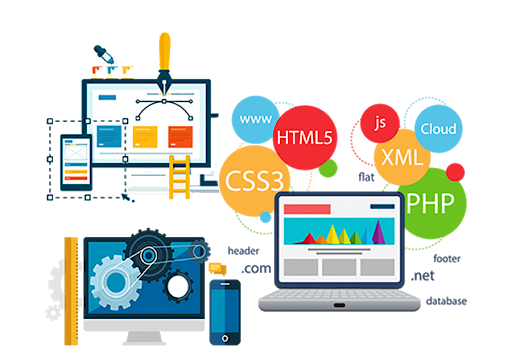 www
HTML5
js
Cloud
XML
CSS3
flat
PHP
header
footer
.com
.net
database